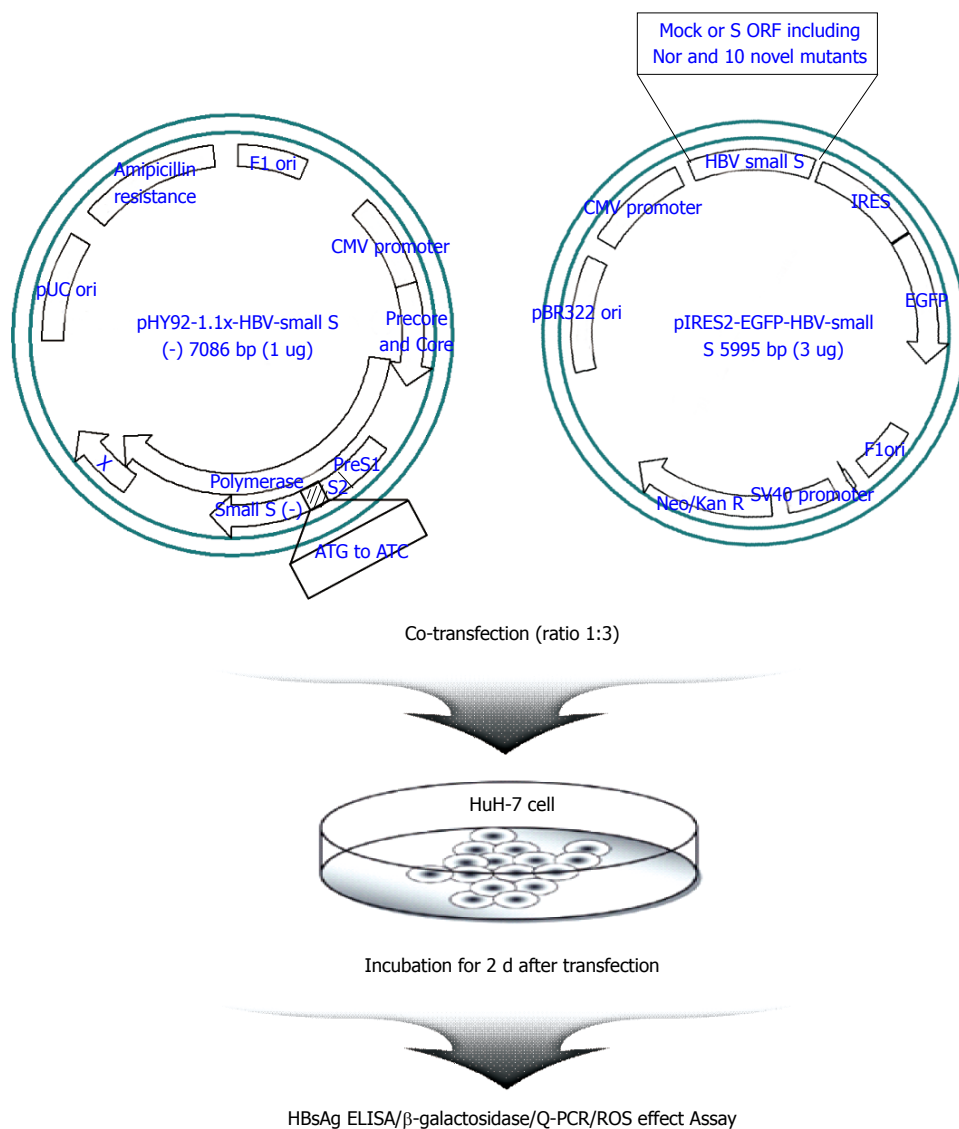 Mock or S ORF including
Nor and 10 novel mutants
Amipicillin
resistance
F1 ori
CMV promoter
pUC ori
pHY92-1.1x-HBV-small S
(-) 7086 bp (1 ug)
Precore
and Core
X
Polymerase
PreS1
S2
Small S (-)
ATG to ATC
HBV small S
IRES
CMV promoter
pBR322 ori
EGFP
pIRES2-EGFP-HBV-small
S 5995 bp (3 ug)
F1ori
SV40 promoter
Neo/Kan R
Co-transfection (ratio 1:3)
HuH-7 cell
Incubation for 2 d after transfection
HBsAg ELISA/β-galactosidase/Q-PCR/ROS effect Assay